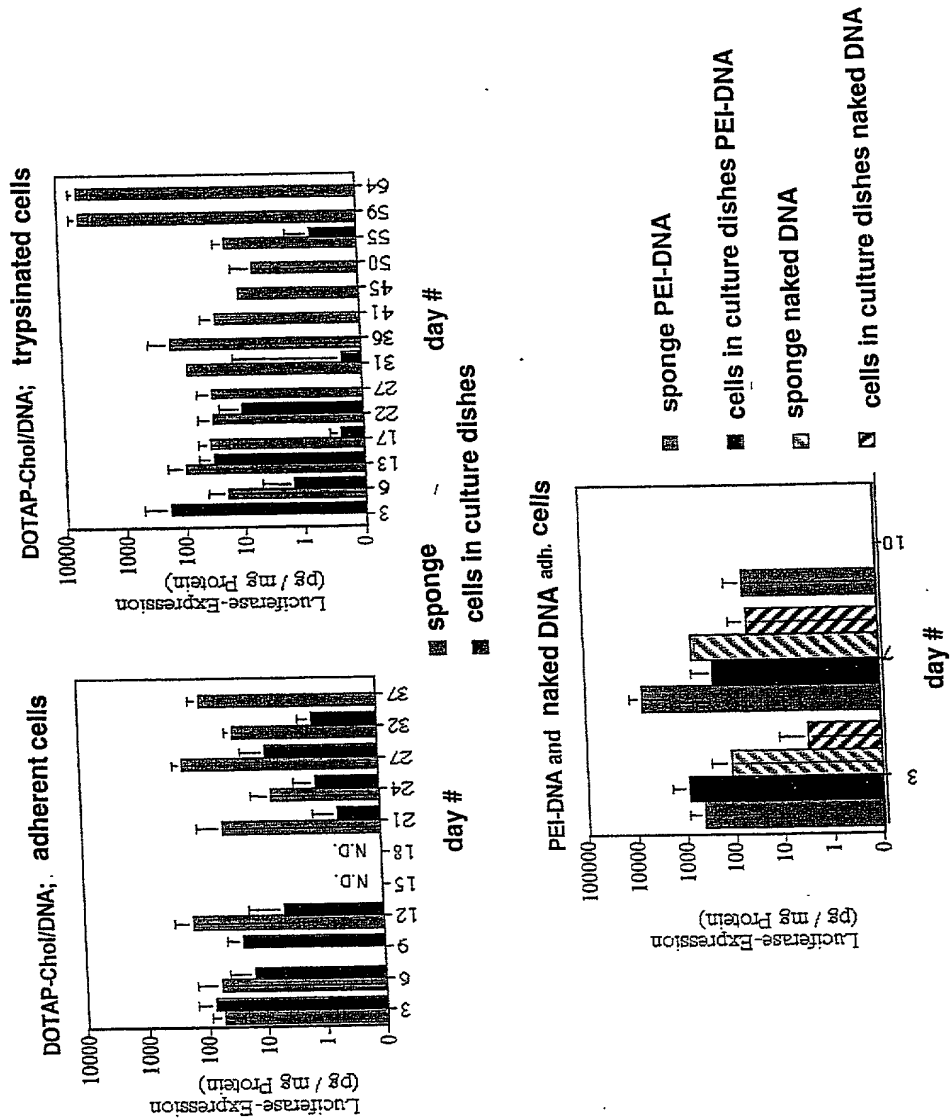 DOTAP-Chol/DNA; adherent cells
Luciferase-Expression
(pg / mg Protein)
10000
1000
100
10
1
0
3
6
9
12
15
18
21
24
27
32
37
N.D.
N.D.
day #
DOTAP-Chol/DNA; trypsinated cells
Luciferase-Expression
(pg / mg Protein)
10000
1000
100
10
1
0
3
6
13
17
22
27
31
36
41
45
50
55
59
64
day #
sponge
cells in culture dishes
PEI-DNA and naked DNA adh. cells
Luciferase-Expression
(pg / mg Protein)
100000
10000
1000
100
10
1
0
3
7
10
day #
sponge PEI-DNA
cells in culture dishes PEI-DNA
sponge naked DNA
cells in culture dishes naked DNA